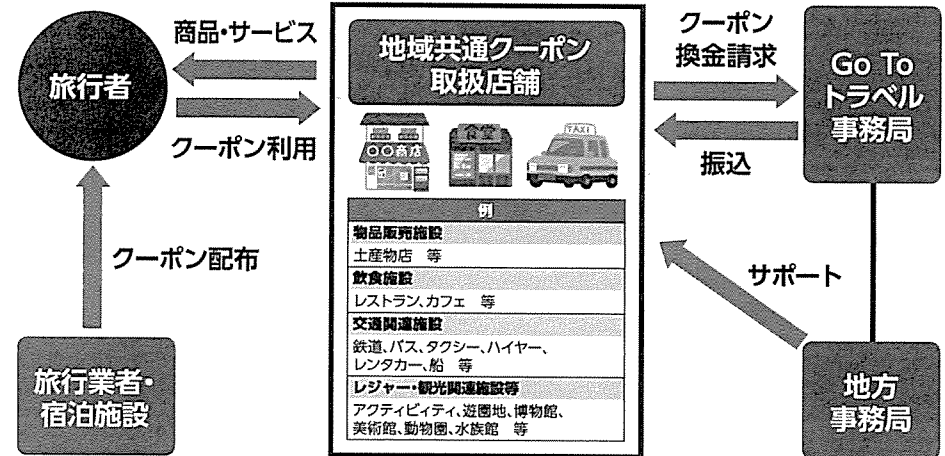 旅行者
商品・サービス
クーポン利用
クーポン配布
旅行業者・
宿泊施設
地域共通クーポン
取扱店舗
〇〇商店
食堂
TAXI
例
物品販売施設
土産物店 等
飲食施設
レストラン、カフェ 等
交通関連施設
鉄道、バス、タクシー、ハイヤー、
レンタカー、船 等
レジャー・観光関連施設等
アクティビィティ、遊園地、博物館、
美術館、動物園、水族館 等
クーポン
換金請求
振込
サポート
Go To
トラベル
事務局
地方
事務局